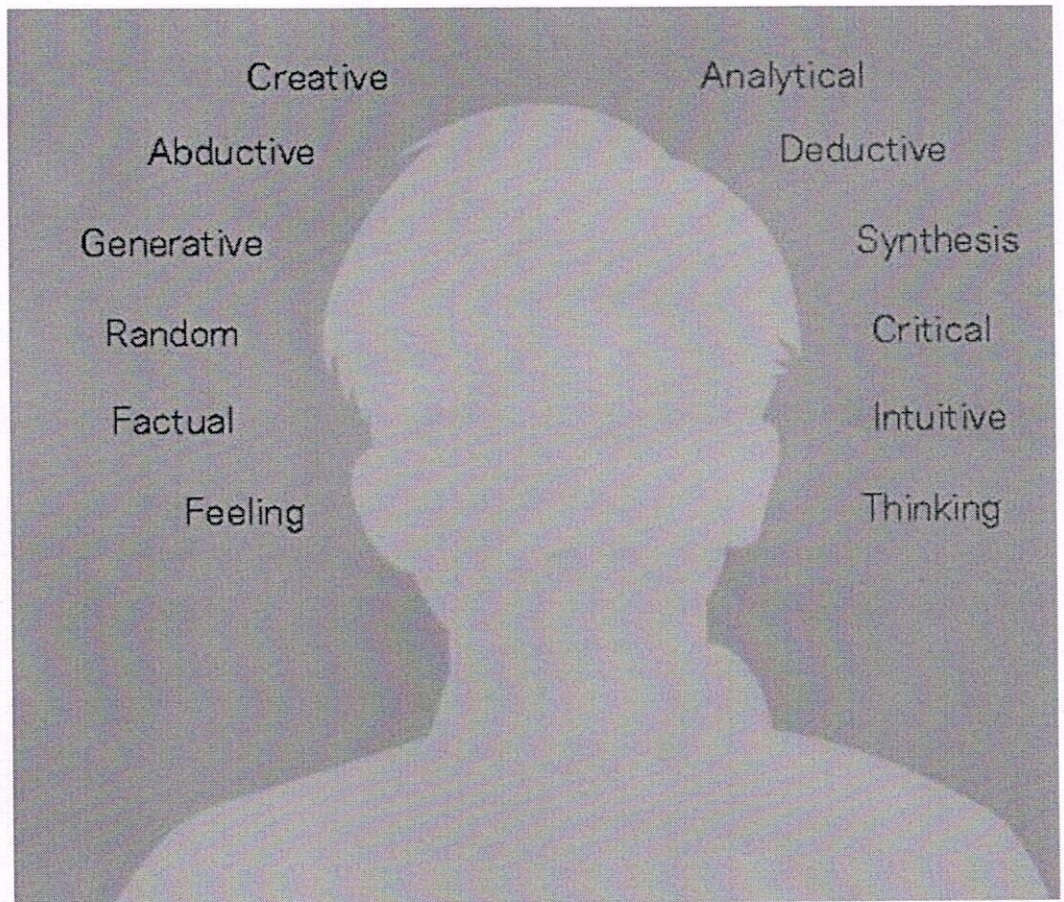 Creative Analytical
Abductive Deductive
Generative Synthesis
Random Critical
Factual Intuitive
Feeling Thinking